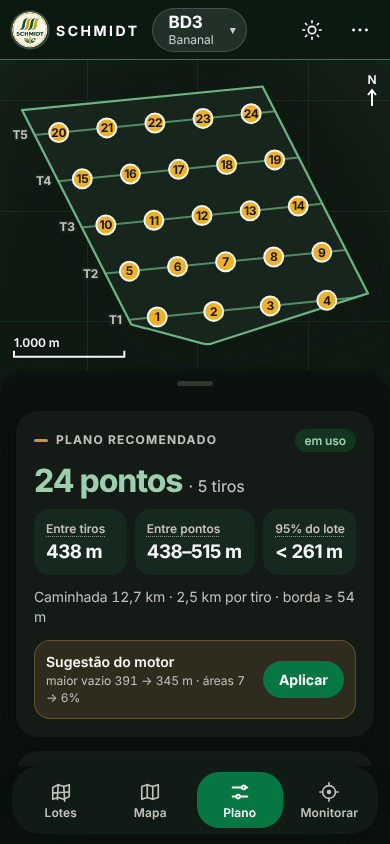 SCHMIDT
SCHMIDT
BD3
Bananal
▾
N
T5
20
21
22
23
24
T4
15
16
17
18
19
T3
10
11
12
13
14
T2
5
6
7
8
9
T1
1
2
3
4
1.000 m
PLANO RECOMENDADO
em uso
24 pontos · 5 tiros
Entre tiros
438 m
Entre pontos
438–515 m
95% do lote
< 261 m
Caminhada 12,7 km · 2,5 km por tiro · borda ≥ 54
m
Sugestão do motor
maior vazio 391 → 345 m · áreas 7
→ 6%
Aplicar
Lotes
Mapa
Plano
Monitorar